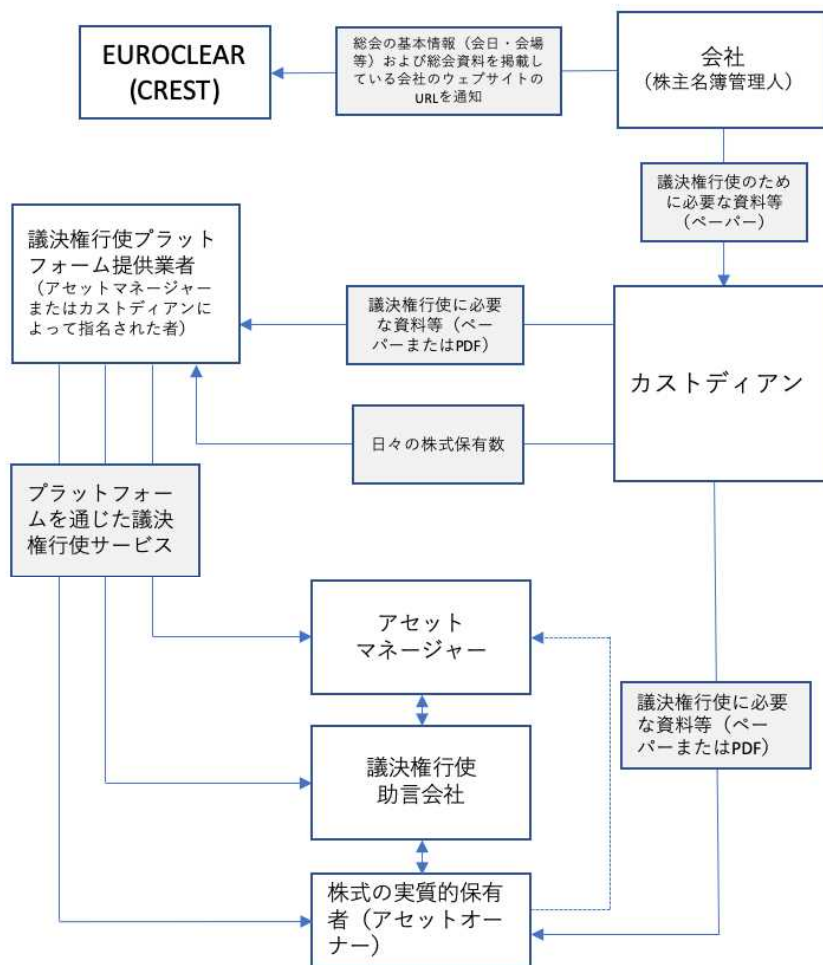 EUROCLEAR
(CREST)
総会の基本情報（会日・会場
等）および総会資料を掲載し
ている会社のウェブサイトの
URLを通知
会社
（株主名簿管理人）
議決権行使のため
に必要な資料等
（ペーパー）
議決権行使プラット
フォーム提供業者
（アセットマネージャー
またはカストディアンに
よって指名された者）
議決権行使に必要
な資料等（ペー
パーまたはPDF）
カストディアン
日々の株式保有数
プラットフォー
ムを通じた議決
権行使サービス
アセット
マネージャー
議決権行使に必要
な資料等（ペー
パーまたはPDF）
議決権行使
助言会社
株式の実質的保有
者（アセットオー
ナー）